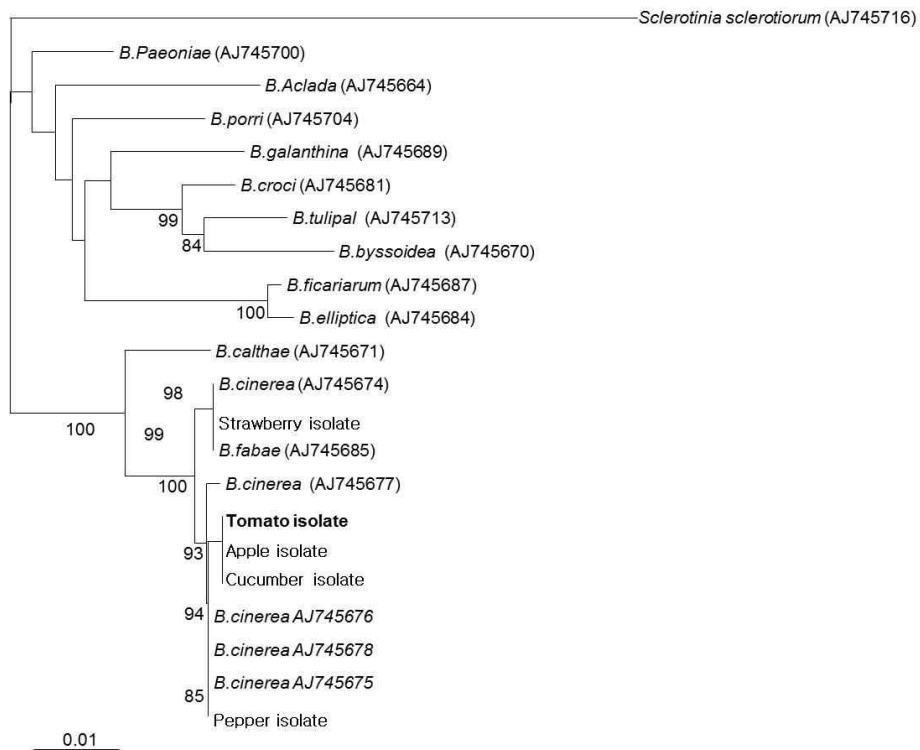 Sclerotinia sclerotiorum (AJ745716)
B.Paeoniae (AJ745700)
B.Aclada (AJ745664)
B.porri (AJ745704)
B.galanthina (AJ745689)
B.croci (AJ745681)
99
B.tulipal (AJ745713)
84
B.byssoidea (AJ745670)
B.ficariarum (AJ745687)
100
B.elliptica (AJ745684)
B.calthae (AJ745671)
B.cinerea (AJ745674)
98
Strawberry isolate
100
99
B.fabae (AJ745685)
100
B.cinerea (AJ745677)
Tomato isolate
93
Apple isolate
Cucumber isolate
94
B.cinerea AJ745676
B.cinerea AJ745678
B.cinerea AJ745675
85
Pepper isolate
0.01